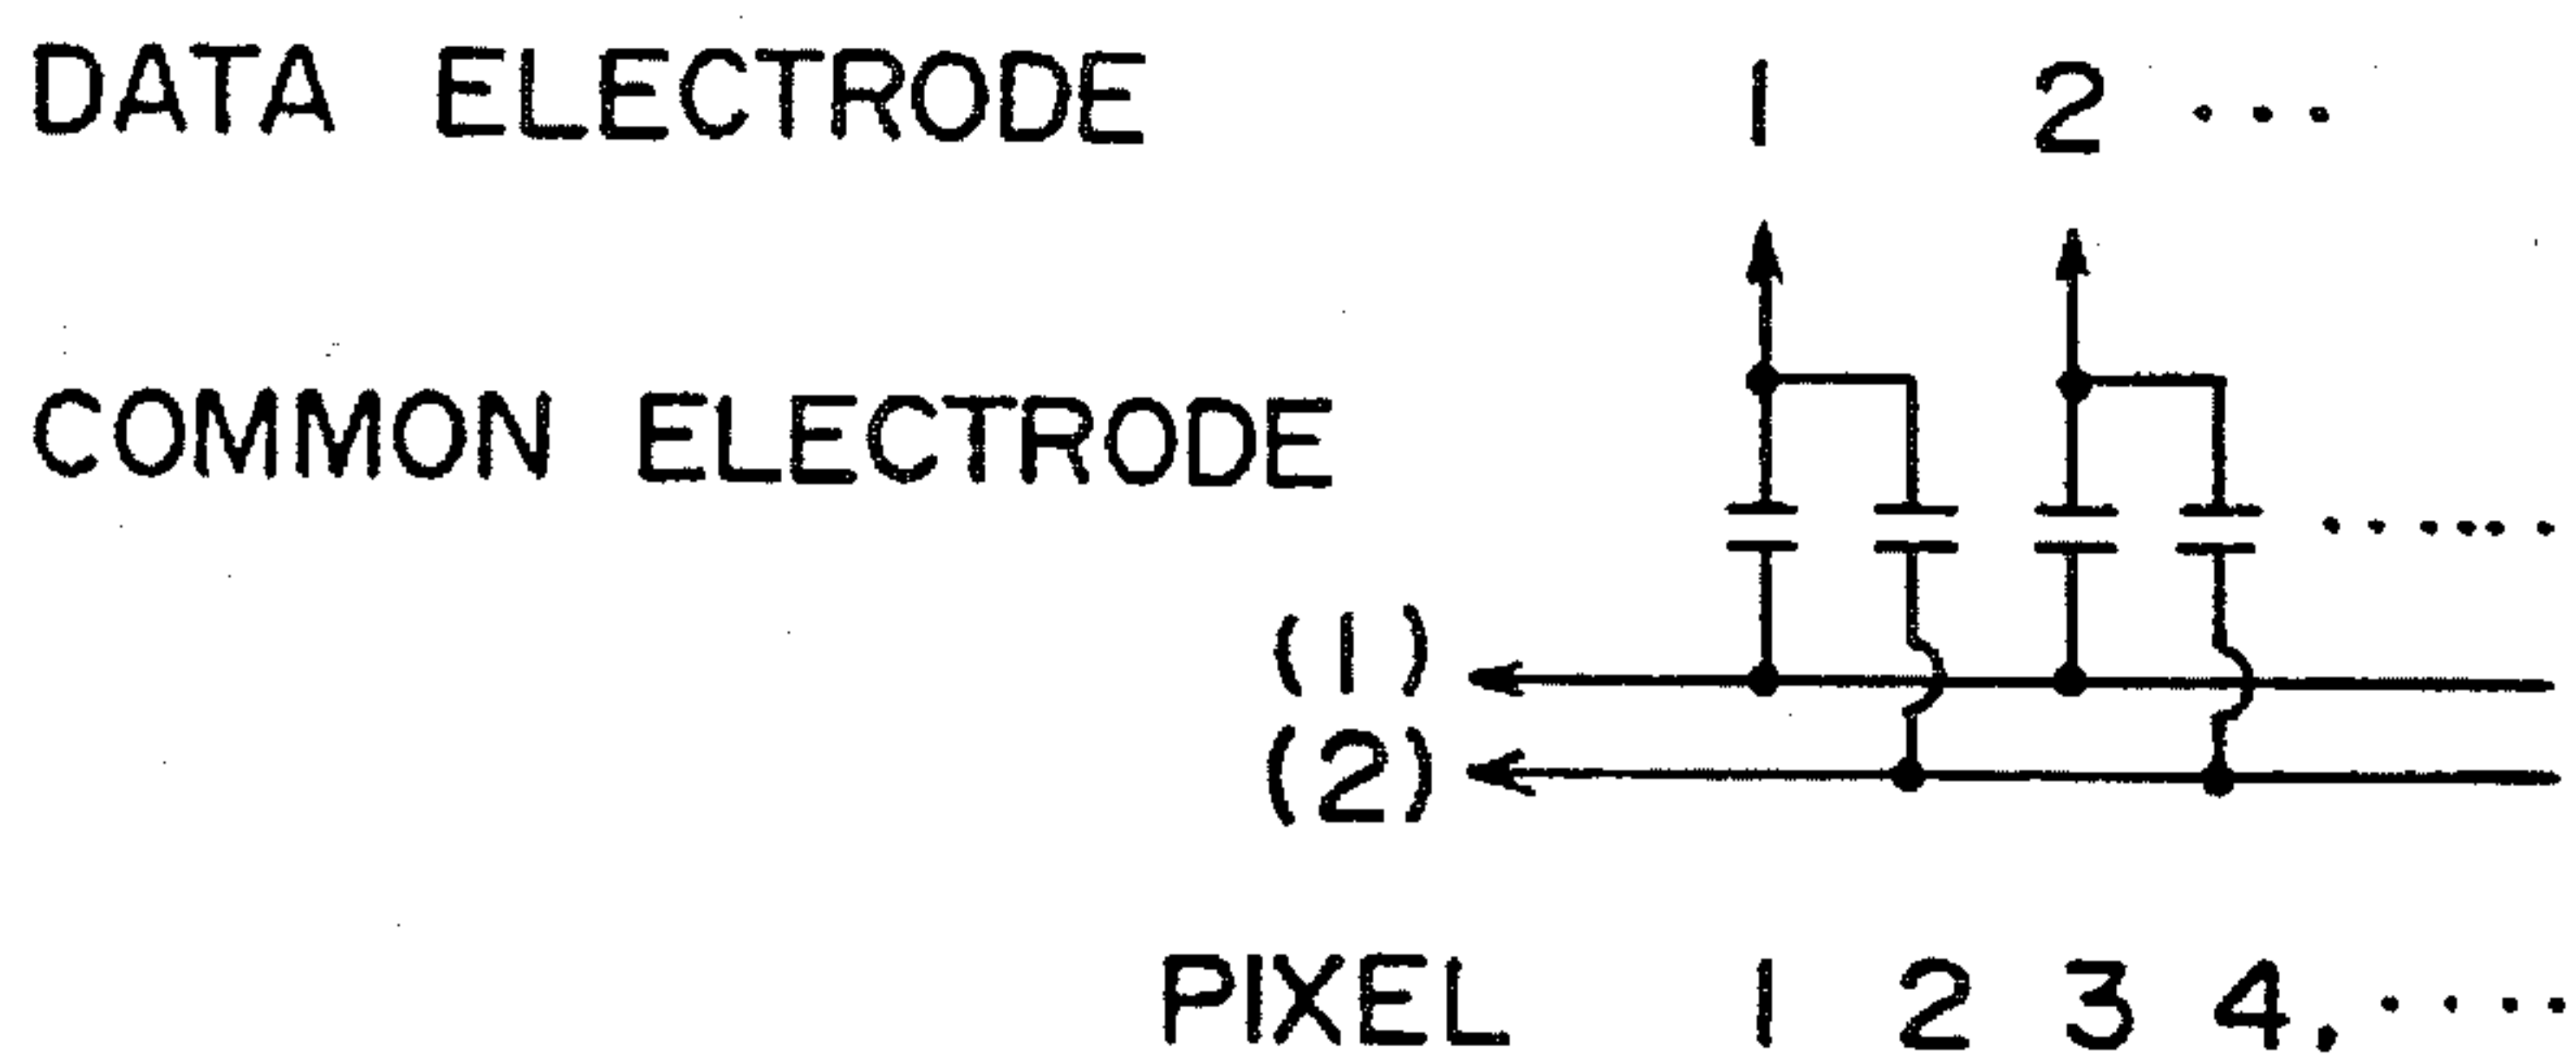 DATA ELECTRODE 1 2 ...
COMMON ELECTRODE
(1)
(2)
PIXEL 1 2 3 4, ....